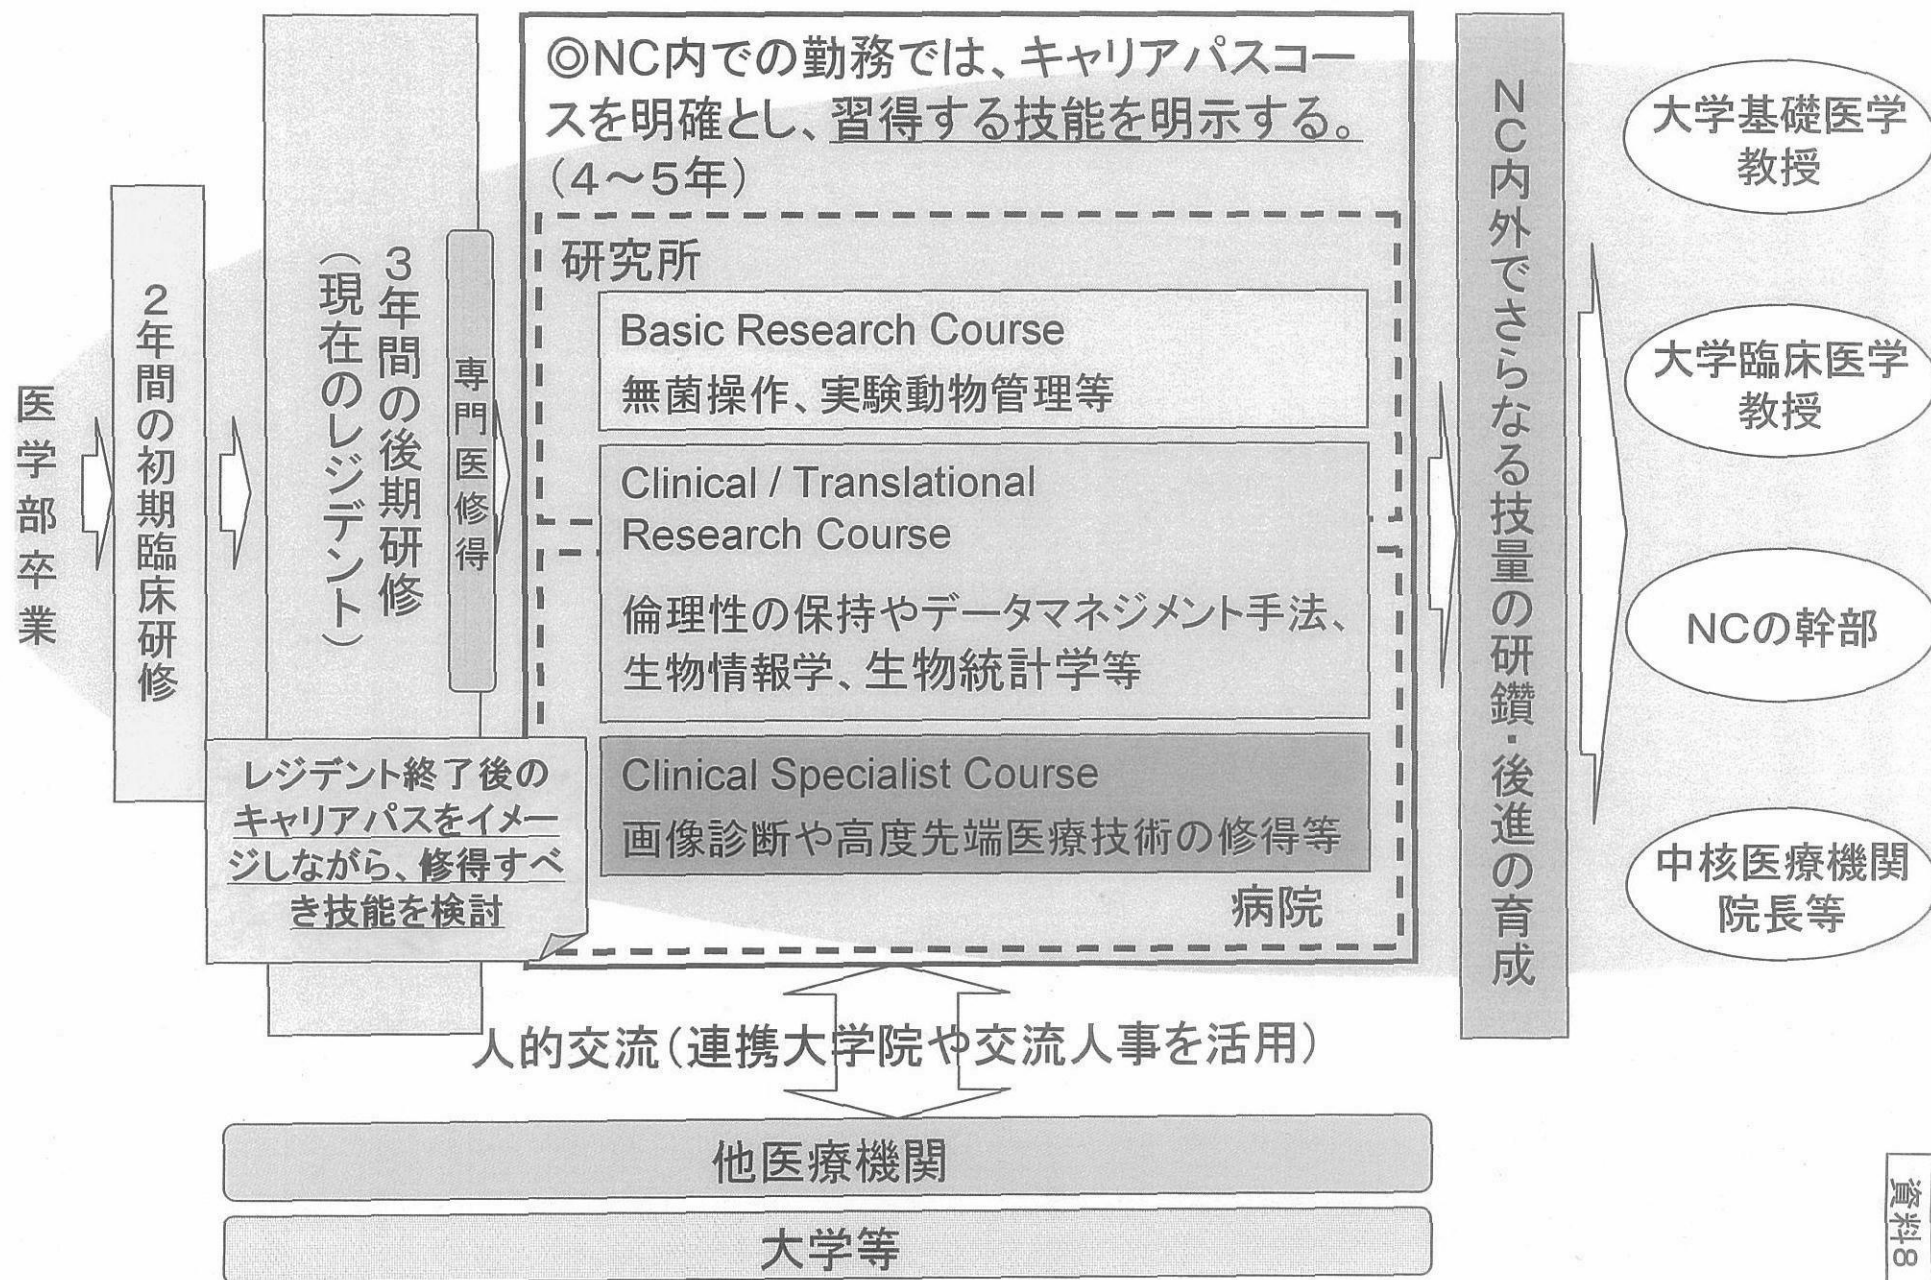 医学部卒業
2年間の初期臨床研修
3年間の後期研修
（現在のレジデント）
専門医修得
レジデント終了後の
キャリアパスをイメー
ジしながら、修得すべ
き技能を検討
◎NC内での勤務では、キャリアパスコー
スを明確とし、習得する技能を明示する。
（4～5年）
研究所
Basic Research Course
無菌操作、実験動物管理等
Clinical / Translational
Research Course
倫理性の保持やデータマネジメント手法、
生物情報学、生物統計学等
Clinical Specialist Course
画像診断や高度先端医療技術の修得等
病院
NC内外でさらなる技量の研鑽・後進の育成
大学基礎医学
教授
大学臨床医学
教授
NCの幹部
中核医療機関
院長等
人的交流（連携大学院や交流人事を活用）
他医療機関
大学等
資料8